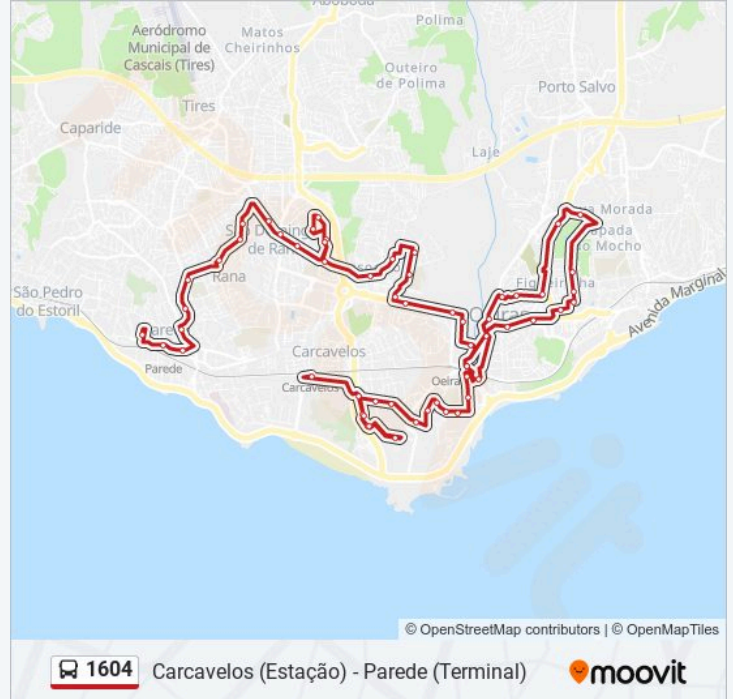 Abóboda
Polima
Aeródromo
Municipal de
Cascais (Tires)
Matos
Cheirinhos
Outeiro
de Polima
Porto Salvo
Tires
Caparide
Laje
Morada
de Rana
Rana
São Pedro
do Estoril
Avenida Marginal
Parede
Carcavelos
Carcavelos
Oeiras
© OpenStreetMap contributors | © OpenMapTiles
1604 Carcavelos (Estação) - Parede (Terminal)
moovit